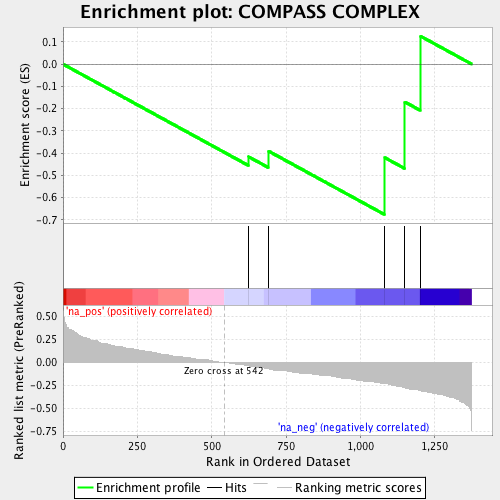 Enrichment plot: COMPASS COMPLEX
Enrichment score (ES)
0.1
0.0
-0.1
-0.2
-0.3
-0.4
-0.5
-0.6
-0.7
'na_pos' (positively correlated)
Ranked list metric (PreRanked)
0.50
0.25
0.00
-0.25
-0.50
-0.75
Zero cross at 542
'na_neg' (negatively correlated)
0 250 500 750 1,000 1,250
Rank in Ordered Dataset
Enrichment profile Hits Ranking metric scores